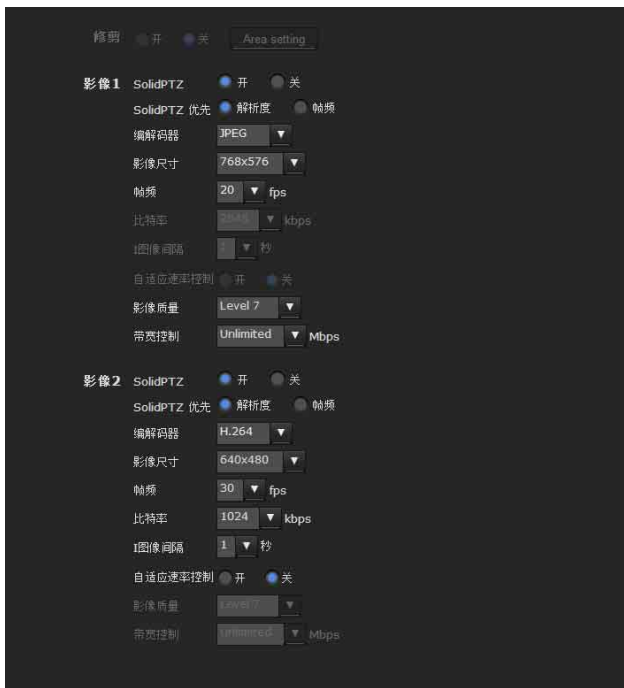 修剪 开 关 Area setting
影像1 SolidPTZ 开 关
SolidPTZ 优先 解析度 帧频
编解码器 JPEG
影像尺寸 768x576
帧频 20 fps
比特率 kbps
I图像间隔 1 秒
自适应速率控制 开 关
影像质量 Level 7
带宽控制 Unlimited Mbps
影像2 SolidPTZ 开 关
SolidPTZ 优先 解析度 帧频
编解码器 H.264
影像尺寸 640x480
帧频 30 fps
比特率 1024 kbps
I图像间隔 1 秒
自适应速率控制 开 关
影像质量 Level 7
带宽控制 Unlimited Mbps